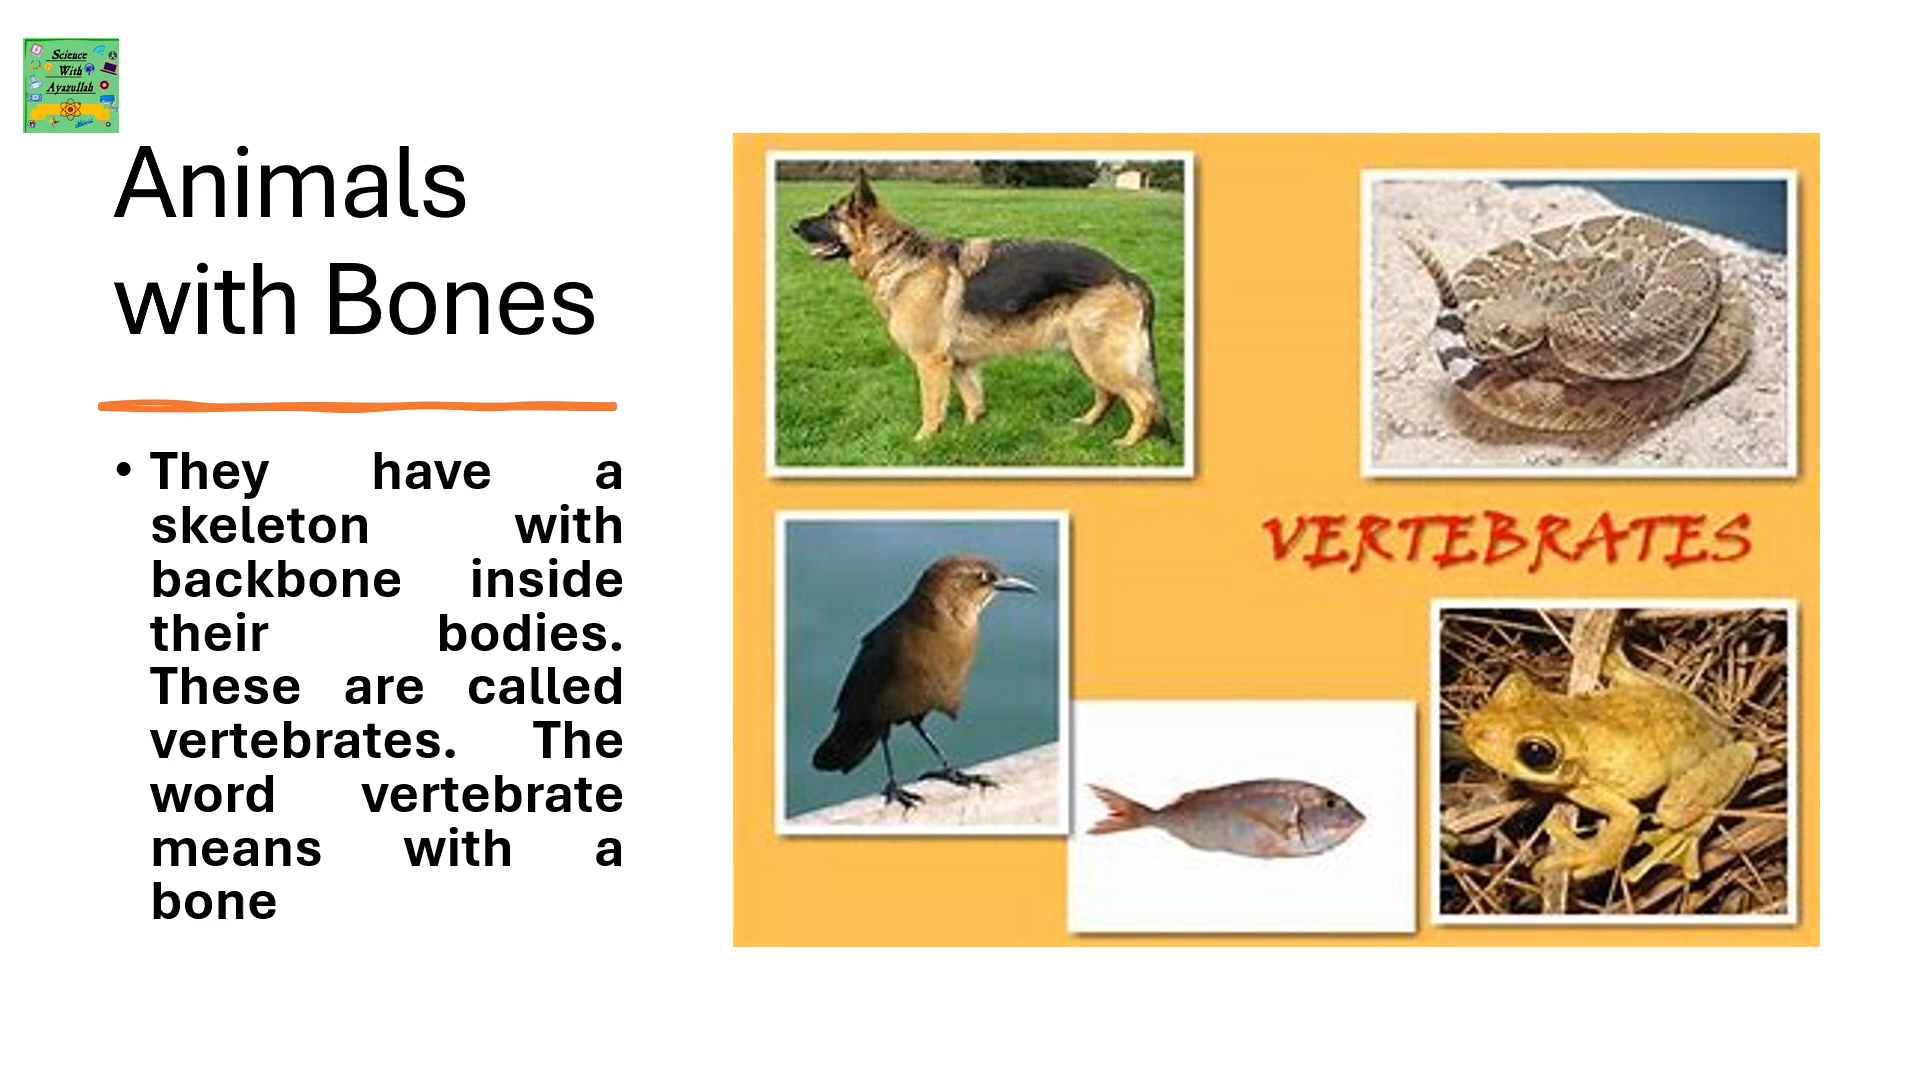 Science
With
Ayazullah
Animals
with Bones
• They have a
skeleton with
backbone inside
their bodies.
These are called
vertebrates. The
word vertebrate
means with a
bone
VERTEBRATES